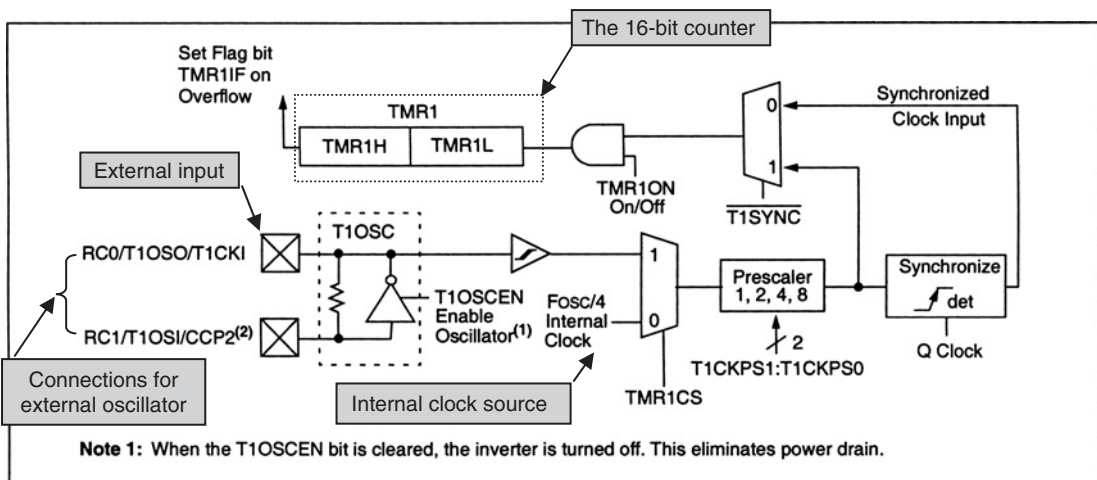 The 16-bit counter
Set Flag bit
TMR1IF on
Overflow
TMR1
TMR1H
TMR1L
0
1
Synchronized
Clock Input
TMR1ON
On/Off
T1SYNC
External input
T1OSC
RC0/T1OSO/T1CKI
RC1/T1OSI/CCP2(2)
T1OSCEN
Enable
Oscillator(1)
FOSC/4
Internal
Clock
1
0
Prescaler
1, 2, 4, 8
Synchronize
det
2
T1CKPS1:T1CKPS0
Q Clock
TMR1CS
Connections for
external oscillator
Internal clock source
Note 1: When the T1OSCEN bit is cleared, the inverter is turned off. This eliminates power drain.